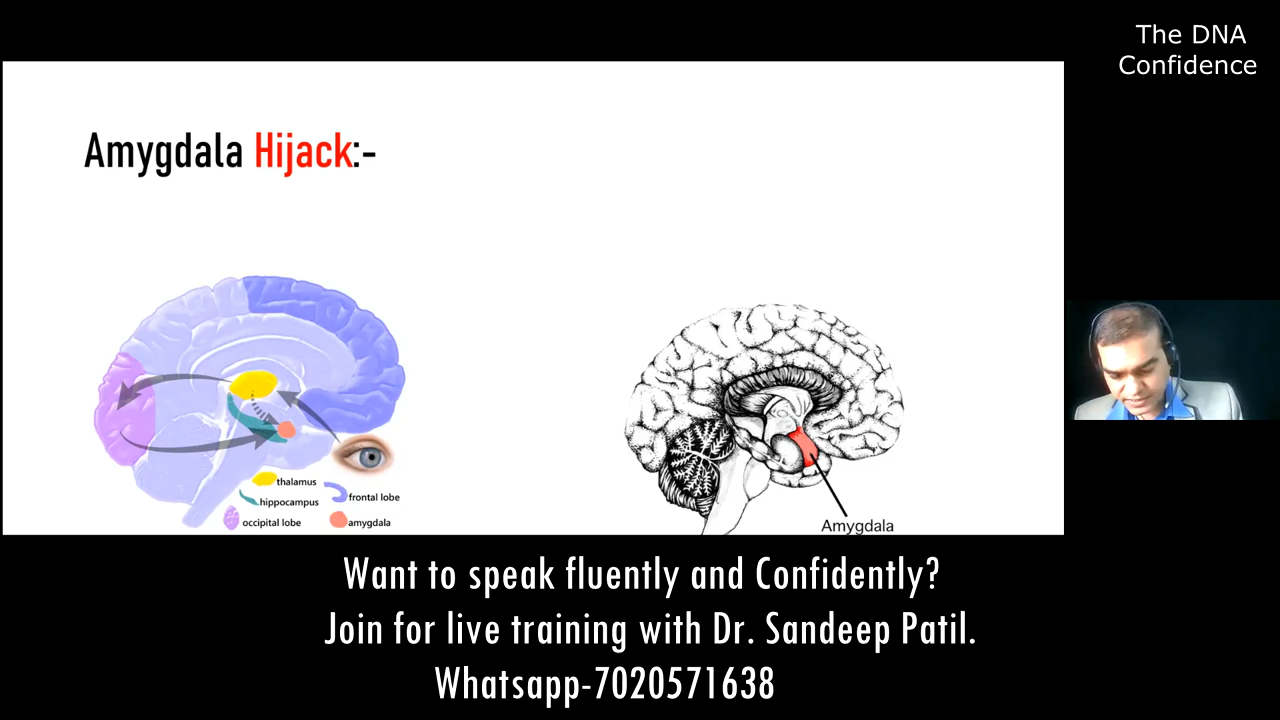 The DNA
Confidence
Amygdala Hijack:-
thalamus
hippocampus
frontal lobe
occipital lobe
amygdala
Amygdala
Want to speak fluently and Confidently?
Join for live training with Dr. Sandeep Patil.
Whatsapp-7020571638